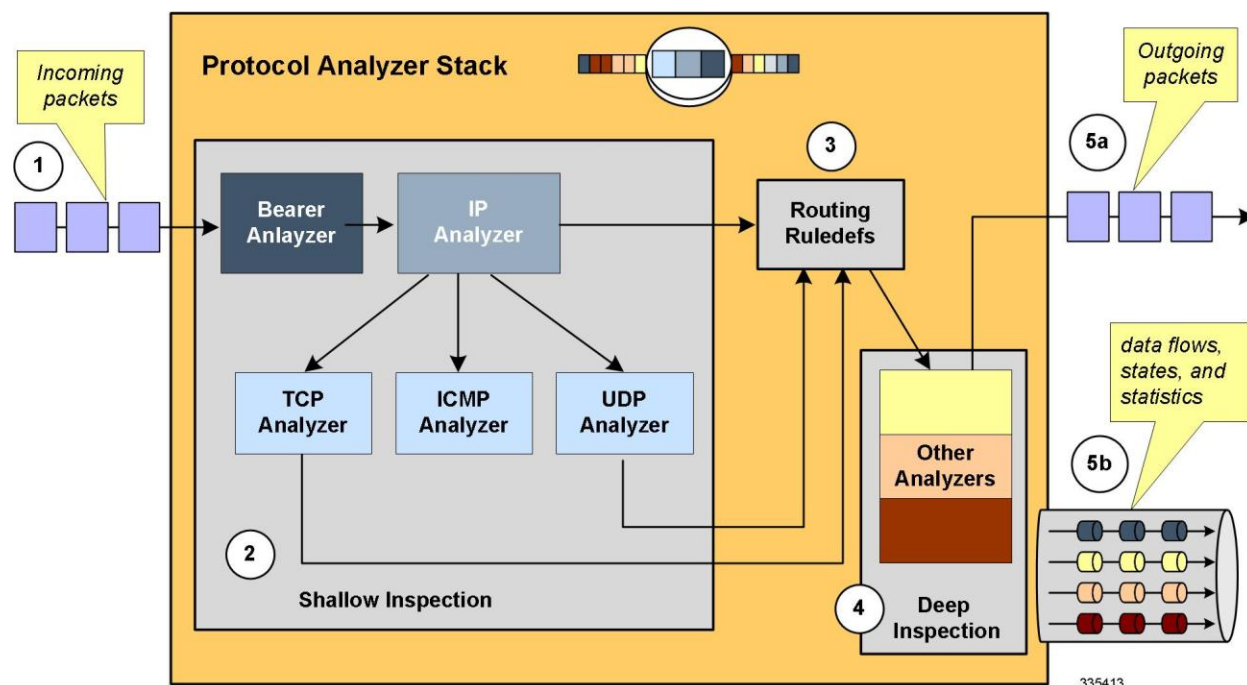 Incoming
packets
1
Protocol Analyzer Stack
Outgoing
packets
5a
3
Bearer
Anlayzer
IP
Analyzer
Routing
Ruledefs
TCP
Analyzer
ICMP
Analyzer
UDP
Analyzer
data flows,
states, and
statistics
5b
Other
Analyzers
2
Shallow Inspection
4
Deep
Inspection
335413